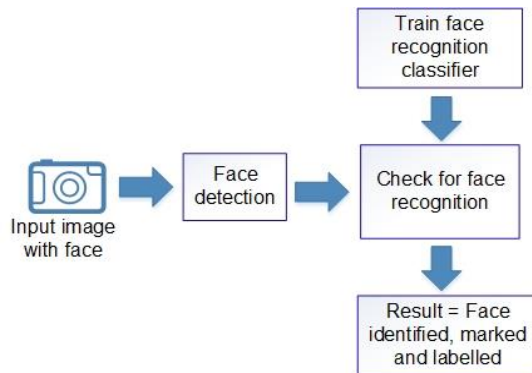 Train face
recognition
classifier
Input image
with face
Face
detection
Check for face
recognition
Result = Face
identified, marked
and labelled